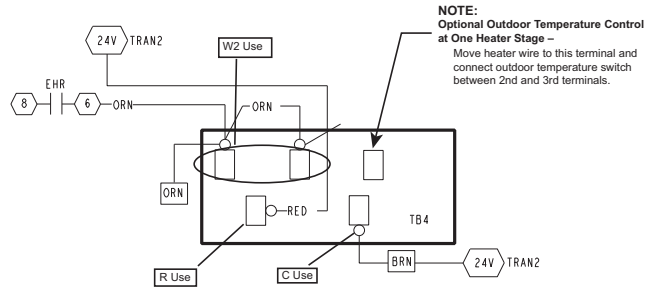 NOTE:
Optional Outdoor Temperature Control
at One Heater Stage –
Move heater wire to this terminal and
connect outdoor temperature switch
between 2nd and 3rd terminals.
24V TRAN2
W2 Use
EHR
8 6 ORN
ORN
ORN
RED
TB4
R Use
C Use
BRN
24V TRAN2